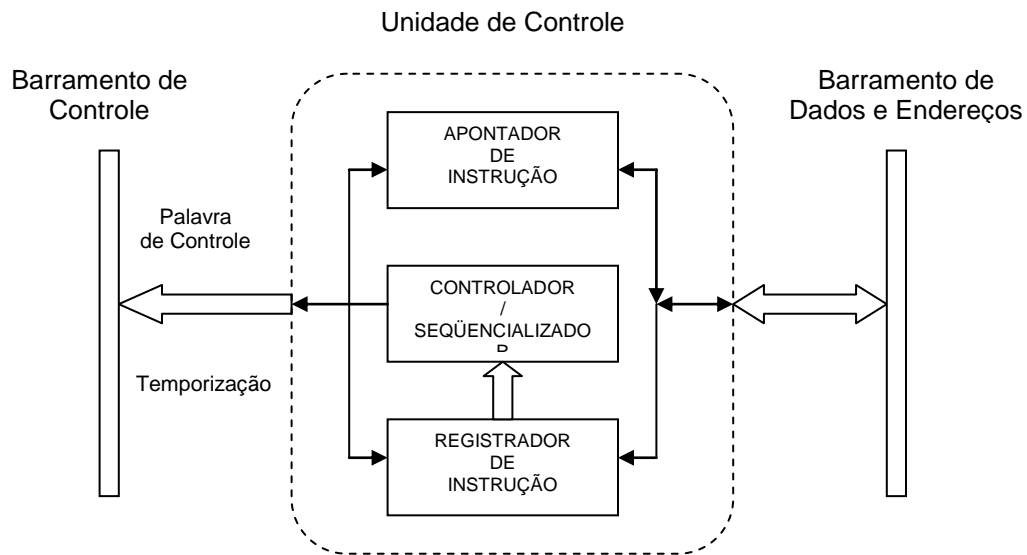 Unidade de Controle
Barramento de
Controle
Barramento de
Dados e Endereços
APONTADOR
DE
INSTRUÇÃO
Palavra
de Controle
CONTROLADOR
/
SEQÜENCIALIZADO
R
Temporização
REGISTRADOR
DE
INSTRUÇÃO